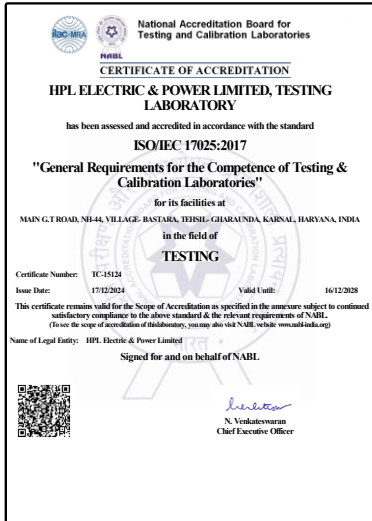 ilac-MRA
NABL
National Accreditation Board for
Testing and Calibration Laboratories
CERTIFICATE OF ACCREDITATION
HPL ELECTRIC & POWER LIMITED, TESTING
LABORATORY
has been assessed and accredited in accordance with the standard
ISO/IEC 17025:2017
"General Requirements for the Competence of Testing &
Calibration Laboratories"
for its facilities at
MAIN G.T ROAD, NH-44, VILLAGE- BASTARA, TEHSIL- GHARAUNDA, KARNAL, HARYANA, INDIA
in the field of
TESTING
Certificate Number: TC-15124
Issue Date: 17/12/2024 Valid Until: 16/12/2028
This certificate remains valid for the Scope of Accreditation as specified in the annexure subject to continued
satisfactory compliance to the above standard & the relevant requirements of NABL.
(To see the scope of accreditation of thislaboratory, you may also visit NABL website www.nabl-india.org)
Name of Legal Entity: HPL Electric & Power Limited
Signed for and on behalf of NABL
N. Venkateswaran
Chief Executive Officer